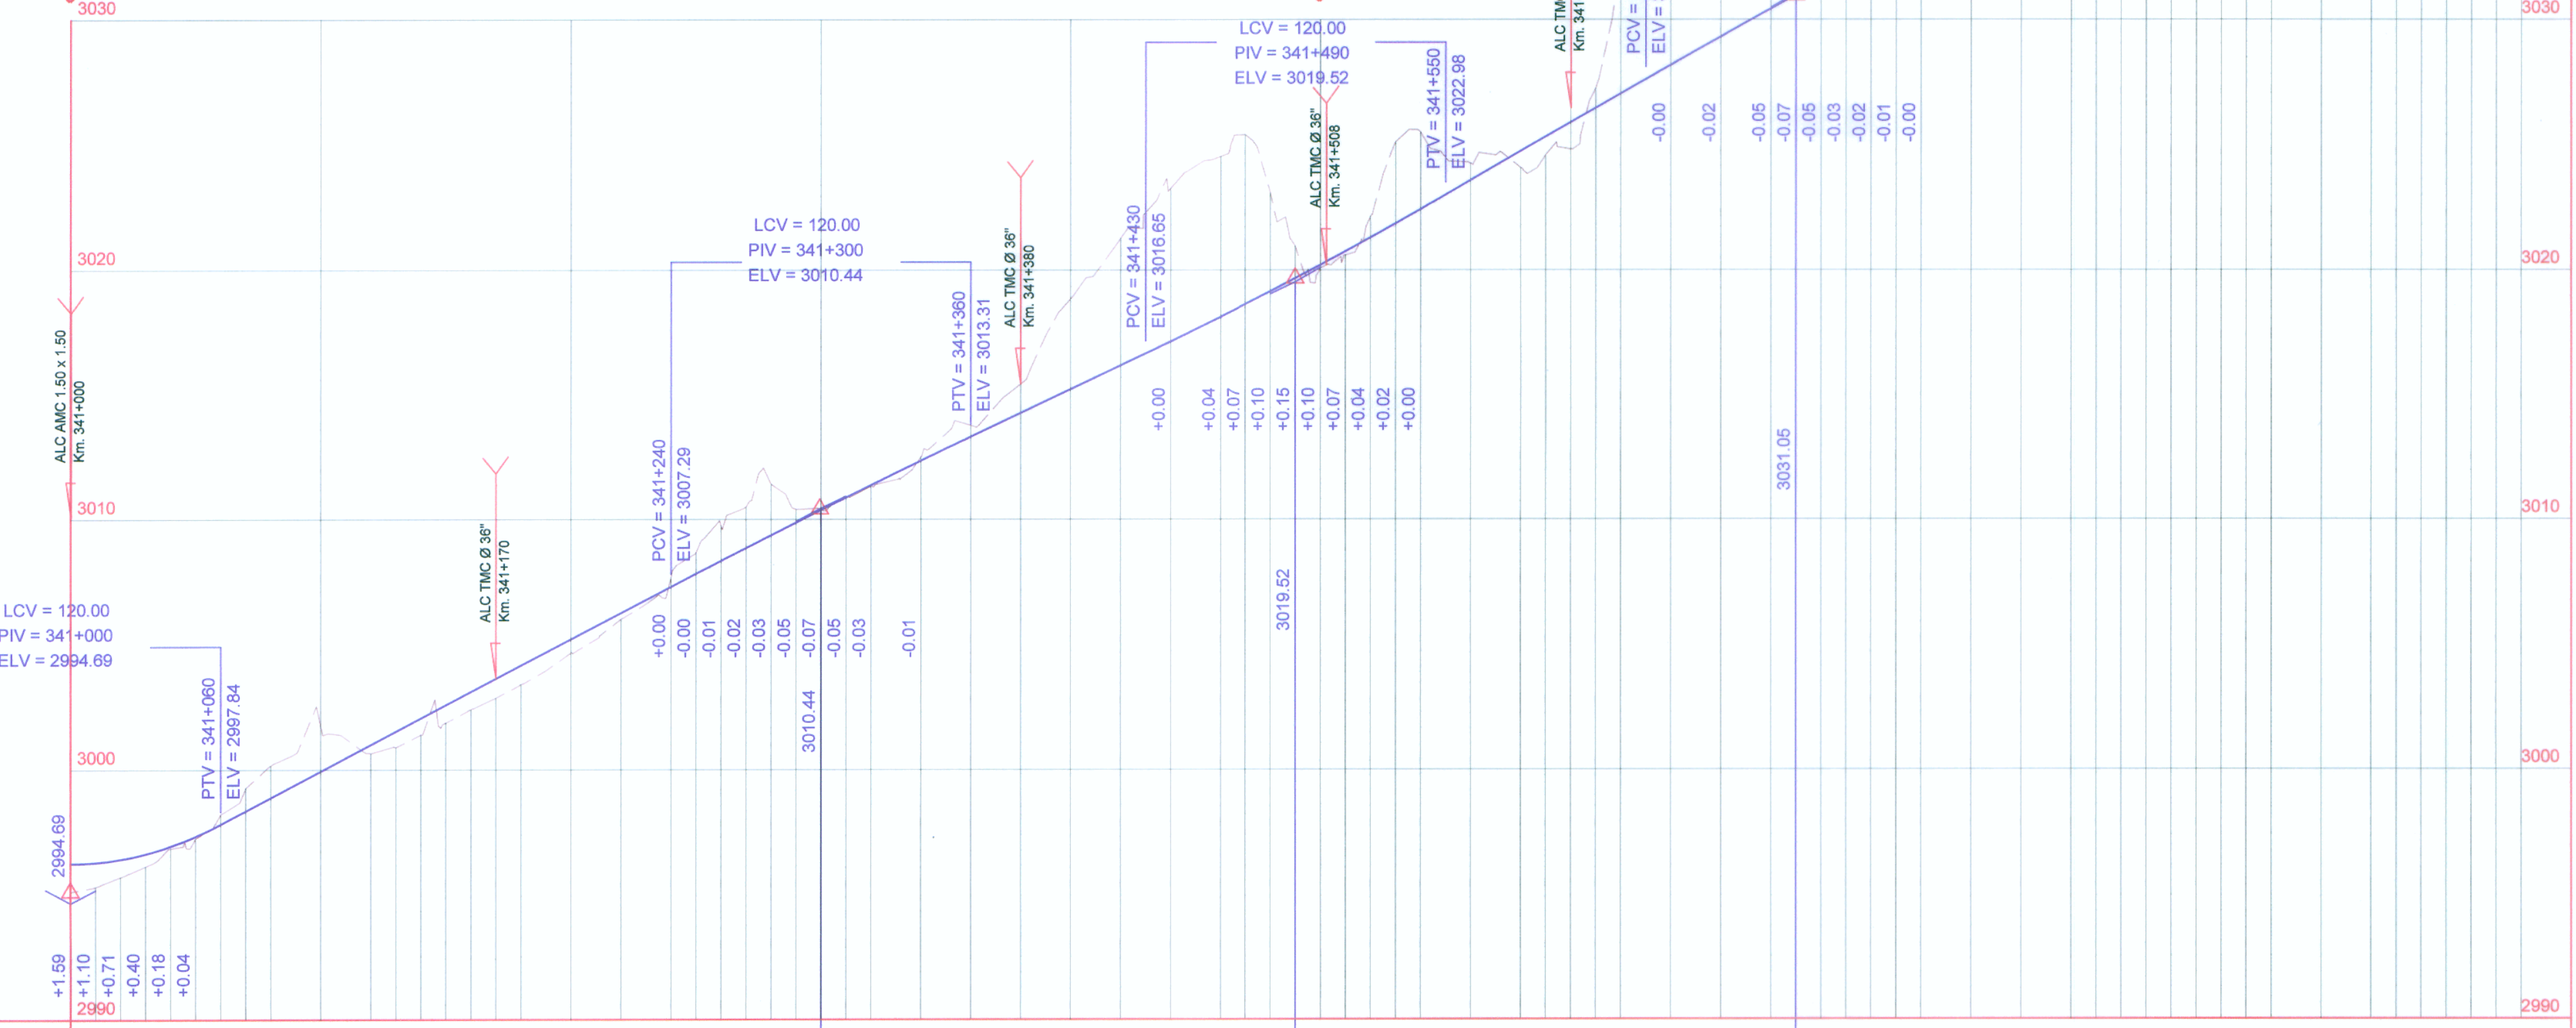 3030
3030
LCV = 120.00
PIV = 341+490
ELV = 3019.52
PTV = 341+550
ELV = 3022.98
ALC TM
Km. 341
PCV =
ELV =
-0.00
-0.02
-0.05
-0.07
-0.05
-0.03
-0.02
-0.01
-0.00
ALC TMC Ø 36"
Km. 341+508
LCV = 120.00
PIV = 341+300
ELV = 3010.44
ALC TMC Ø 36"
Km. 341+380
PCV = 341+430
ELV = 3016.65
3020
3020
PTV = 341+360
ELV = 3013.31
ALC AMC 1.50 x 1.50
Km. 341+000
+0.00
+0.04
+0.07
+0.10
+0.15
+0.10
+0.07
+0.04
+0.02
+0.00
3031.05
PCV = 341+240
ELV = 3007.29
3010
3010
ALC TMC Ø 36"
Km. 341+170
3019.52
LCV = 120.00
PIV = 341+000
ELV = 2994.69
+0.00
-0.00
-0.01
-0.02
-0.03
-0.05
-0.07
-0.05
-0.03
-0.01
PTV = 341+060
ELV = 2997.84
3010.44
3000
3000
2994.69
+1.59
+1.10
+0.71
+0.40
+0.18
+0.04
2990
2990